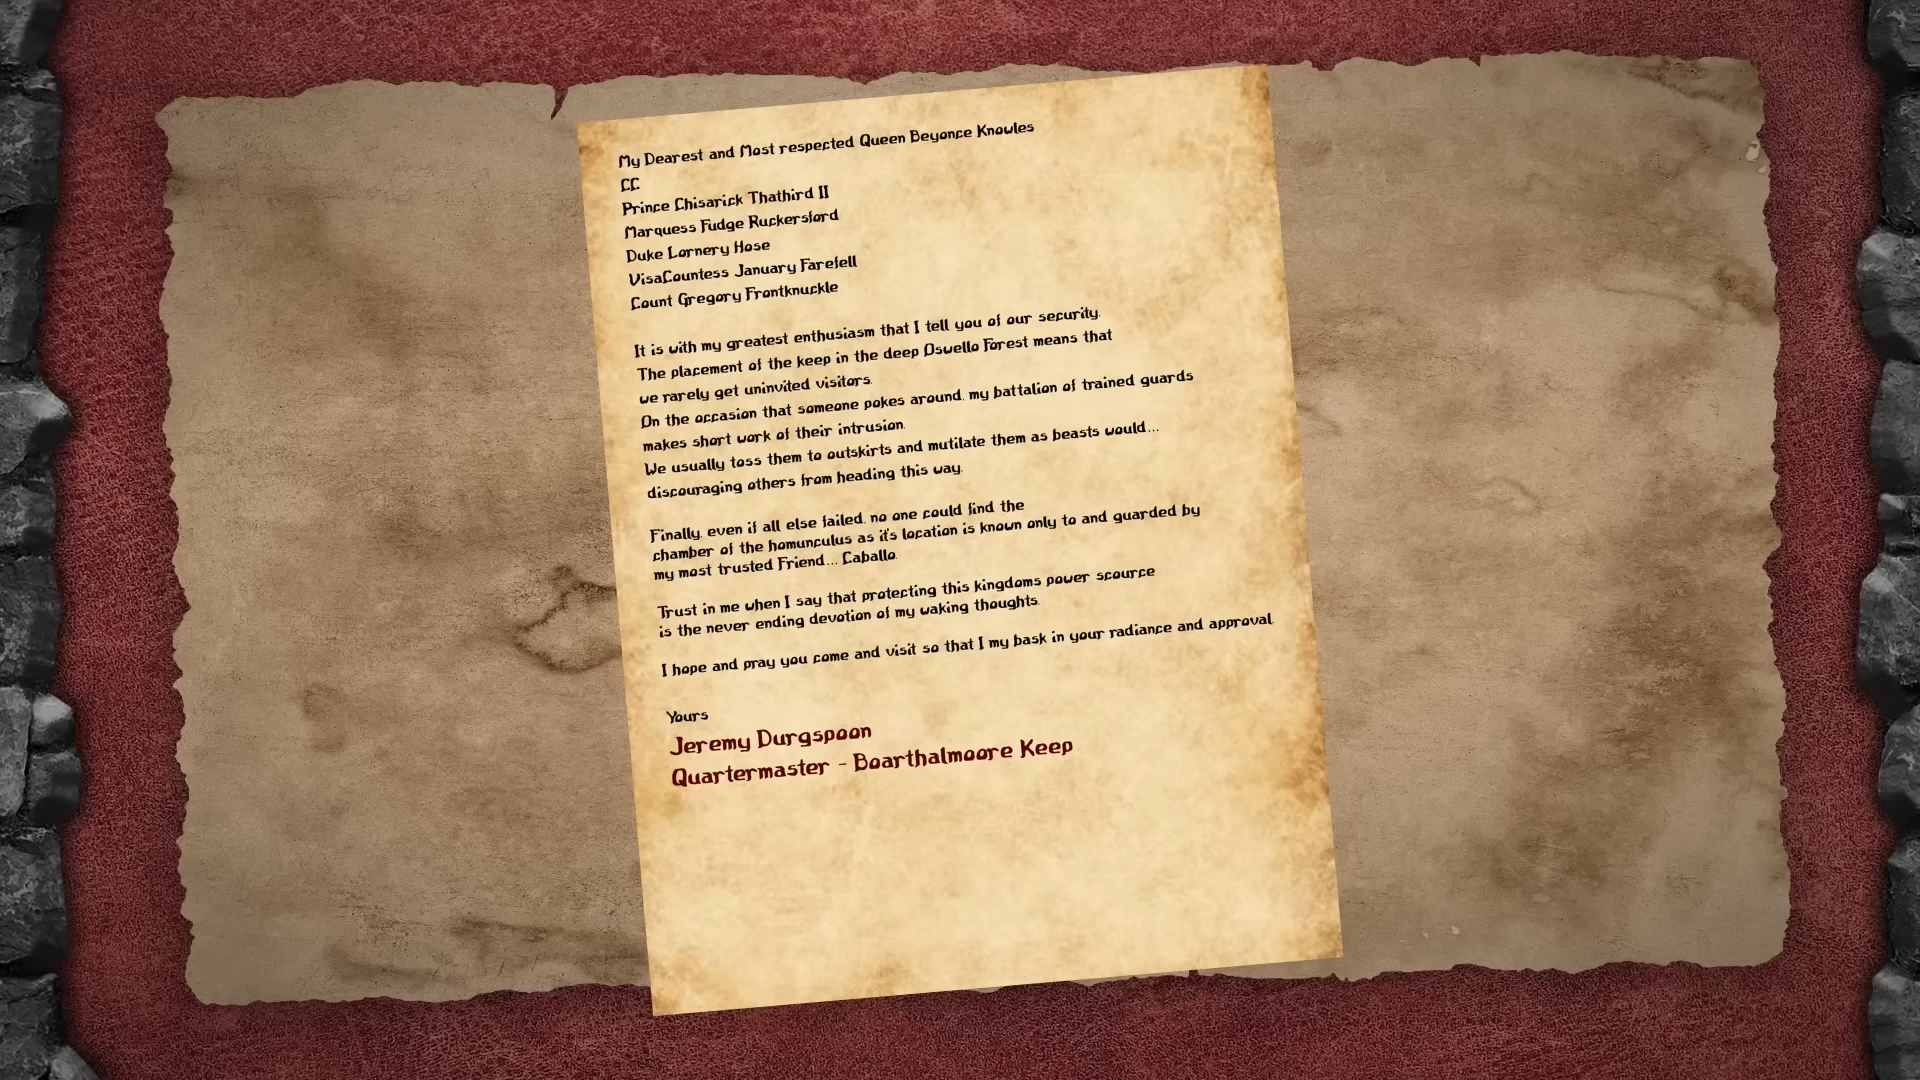 My Dearest and Most respected Queen Beyonce Knowles
CC
Prince Chisarick Thathird II
Marquess Fudge Ruckersford
Duke Lornery Hose
VisaCountess January Farefell
Count Gregory Frontknuckle
It is with my greatest enthusiasm that I tell you of our security.
The placement of the keep in the deep Oswello Forest means that
we rarely get uninvited visitors.
On the occasion that someone pokes around, my battalion of trained guards
makes short work of their intrusion.
We usually toss them to outskirts and mutilate them as beasts would...
discouraging others from heading this way.
Finally, even if all else failed, no one could find the
chamber of the homunculus as it's location is known only to and guarded by
my most trusted Friend... Caballo.
Trust in me when I say that protecting this kingdoms power scource
is the never ending devotion of my waking thoughts.
I hope and pray you come and visit so that I my bask in your radiance and approval.
Yours
Jeremy Durgspoon
Quartermaster - Boarthalmoore Keep